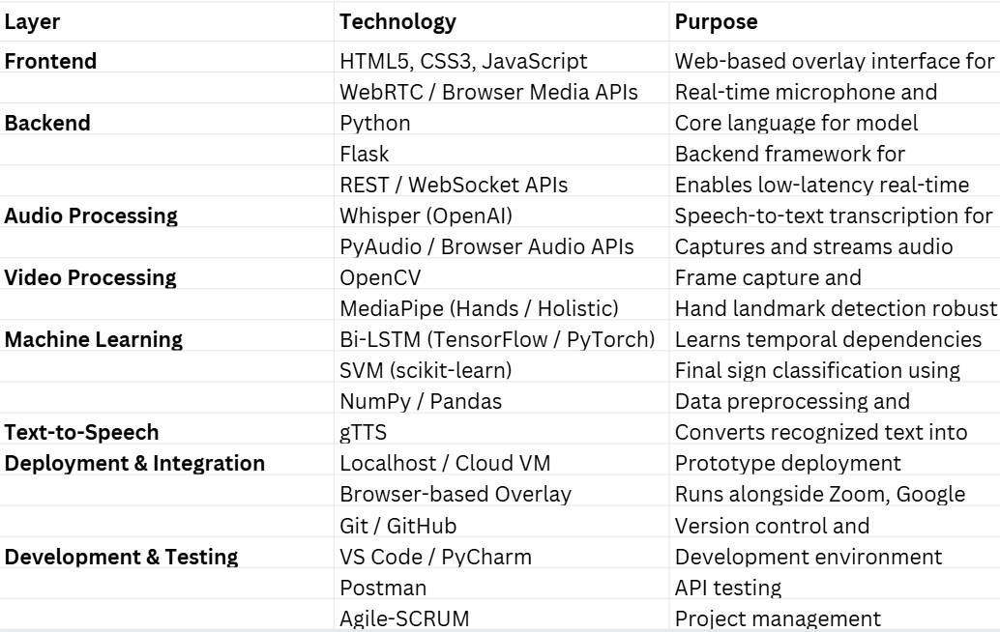 Layer Technology Purpose
Frontend HTML5, CSS3, JavaScript Web-based overlay interface for
WebRTC / Browser Media APIs Real-time microphone and
Backend Python Core language for model
Flask Backend framework for
REST / WebSocket APIs Enables low-latency real-time
Audio Processing Whisper (OpenAI) Speech-to-text transcription for
PyAudio / Browser Audio APIs Captures and streams audio
Video Processing OpenCV Frame capture and
MediaPipe (Hands / Holistic) Hand landmark detection robust
Machine Learning Bi-LSTM (TensorFlow / PyTorch) Learns temporal dependencies
SVM (scikit-learn) Final sign classification using
NumPy / Pandas Data preprocessing and
Text-to-Speech gTTS Converts recognized text into
Deployment & Integration Localhost / Cloud VM Prototype deployment
Browser-based Overlay Runs alongside Zoom, Google
Git / GitHub Version control and
Development & Testing VS Code / PyCharm Development environment
Postman API testing
Agile-SCRUM Project management